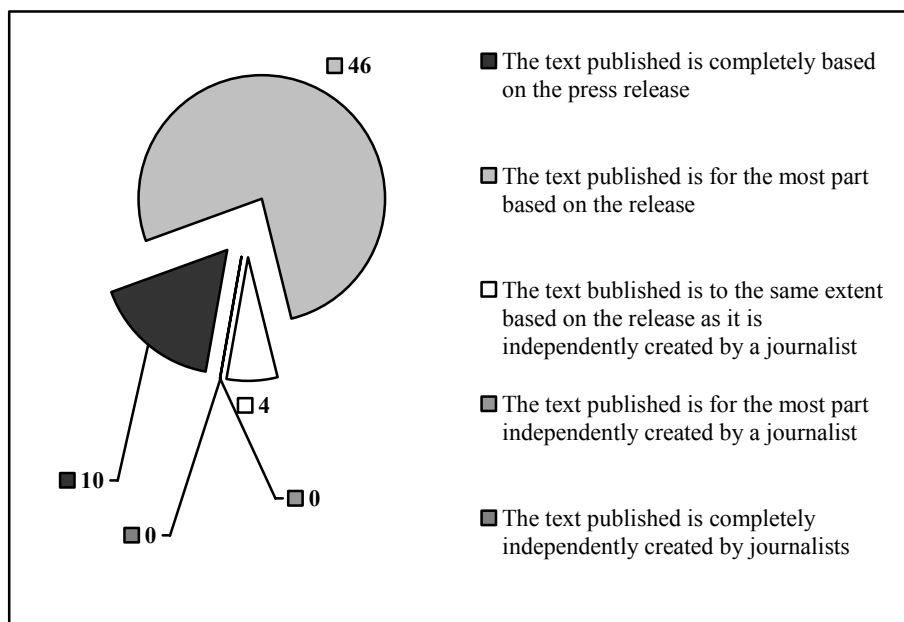 46
The text published is completely based
on the press release
The text published is for the most part
based on the release
The text bublished is to the same extent
based on the release as it is
independently created by a journalist
4
The text published is for the most part
independently created by a journalist
10
0
0
The text published is completely
independently created by journalists